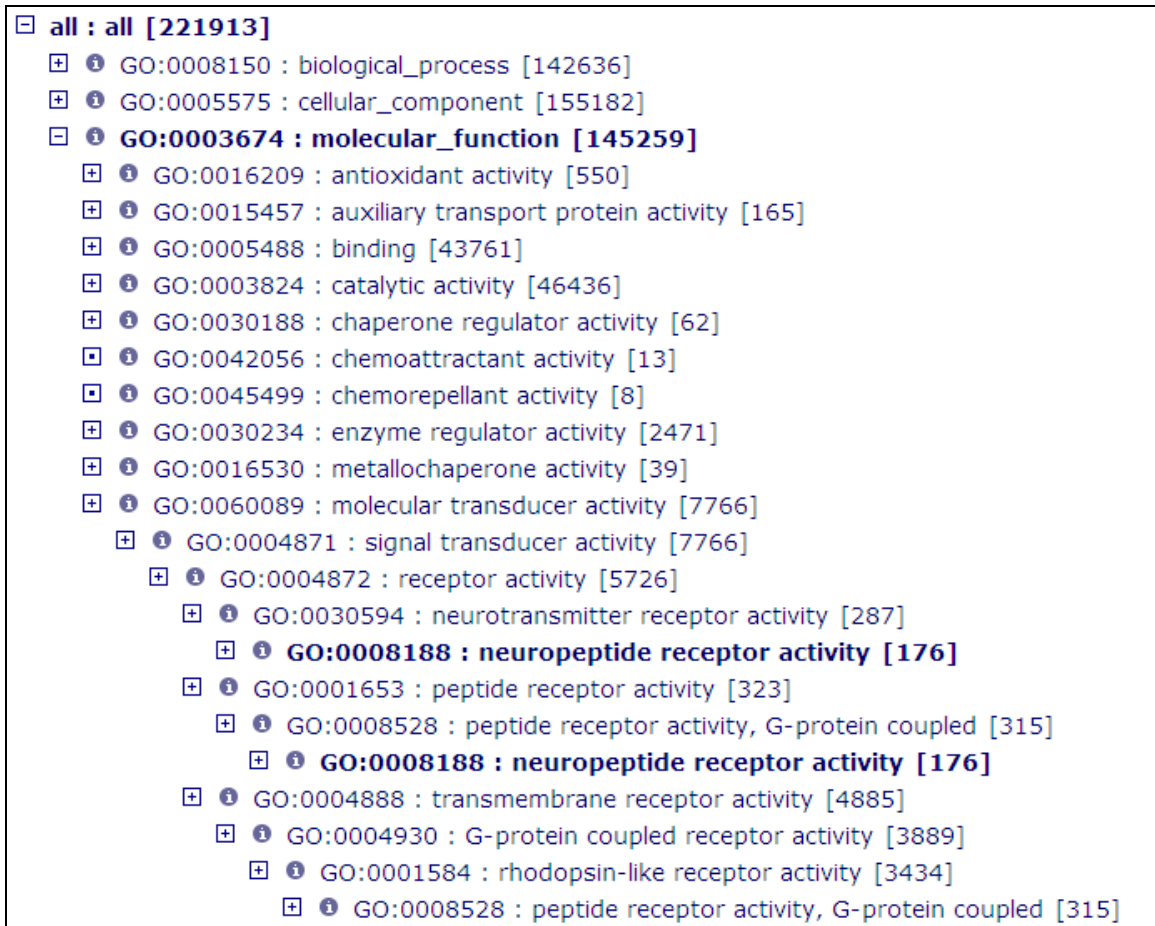 all : all [221913]
GO:0008150 : biological_process [142636]
GO:0005575 : cellular_component [155182]
GO:0003674 : molecular_function [145259]
GO:0016209 : antioxidant activity [550]
GO:0015457 : auxiliary transport protein activity [165]
GO:0005488 : binding [43761]
GO:0003824 : catalytic activity [46436]
GO:0030188 : chaperone regulator activity [62]
GO:0042056 : chemoattractant activity [13]
GO:0045499 : chemorepellant activity [8]
GO:0030234 : enzyme regulator activity [2471]
GO:0016530 : metallochaperone activity [39]
GO:0060089 : molecular transducer activity [7766]
GO:0004871 : signal transducer activity [7766]
GO:0004872 : receptor activity [5726]
GO:0030594 : neurotransmitter receptor activity [287]
GO:0008188 : neuropeptide receptor activity [176]
GO:0001653 : peptide receptor activity [323]
GO:0008528 : peptide receptor activity, G-protein coupled [315]
GO:0008188 : neuropeptide receptor activity [176]
GO:0004888 : transmembrane receptor activity [4885]
GO:0004930 : G-protein coupled receptor activity [3889]
GO:0001584 : rhodopsin-like receptor activity [3434]
GO:0008528 : peptide receptor activity, G-protein coupled [315]